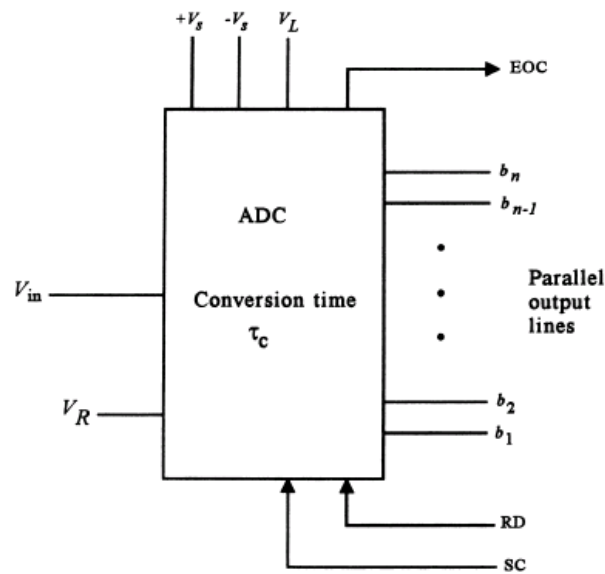 +Vs -Vs VL
EOC
bn
bn-1
ADC
Vin
Conversion time
τc
Parallel
output
lines
VR
b2
b1
RD
SC